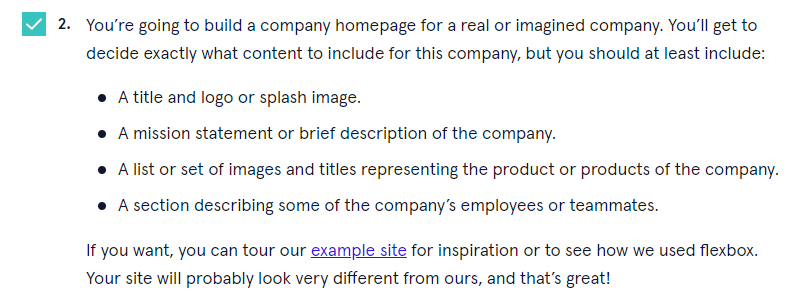 2. You’re going to build a company homepage for a real or imagined company. You’ll get to
decide exactly what content to include for this company, but you should at least include:
● A title and logo or splash image.
● A mission statement or brief description of the company.
● A list or set of images and titles representing the product or products of the company.
● A section describing some of the company’s employees or teammates.
If you want, you can tour our example site for inspiration or to see how we used flexbox.
Your site will probably look very different from ours, and that’s great!